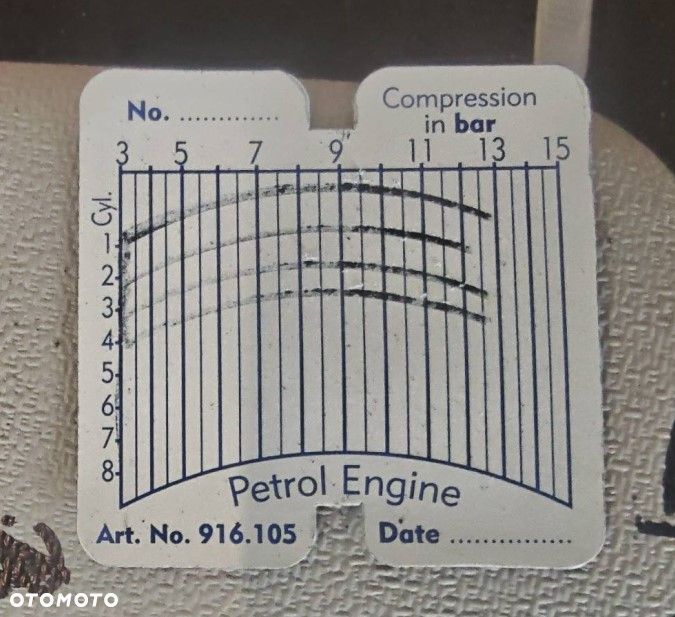 No. ..............
Compression
in bar
3 5 7 9 11 13 15
Cyl.
1
2
3
4
5
6
7
8
Petrol Engine
Art. No. 916.105
Date ................
OTOMOTO